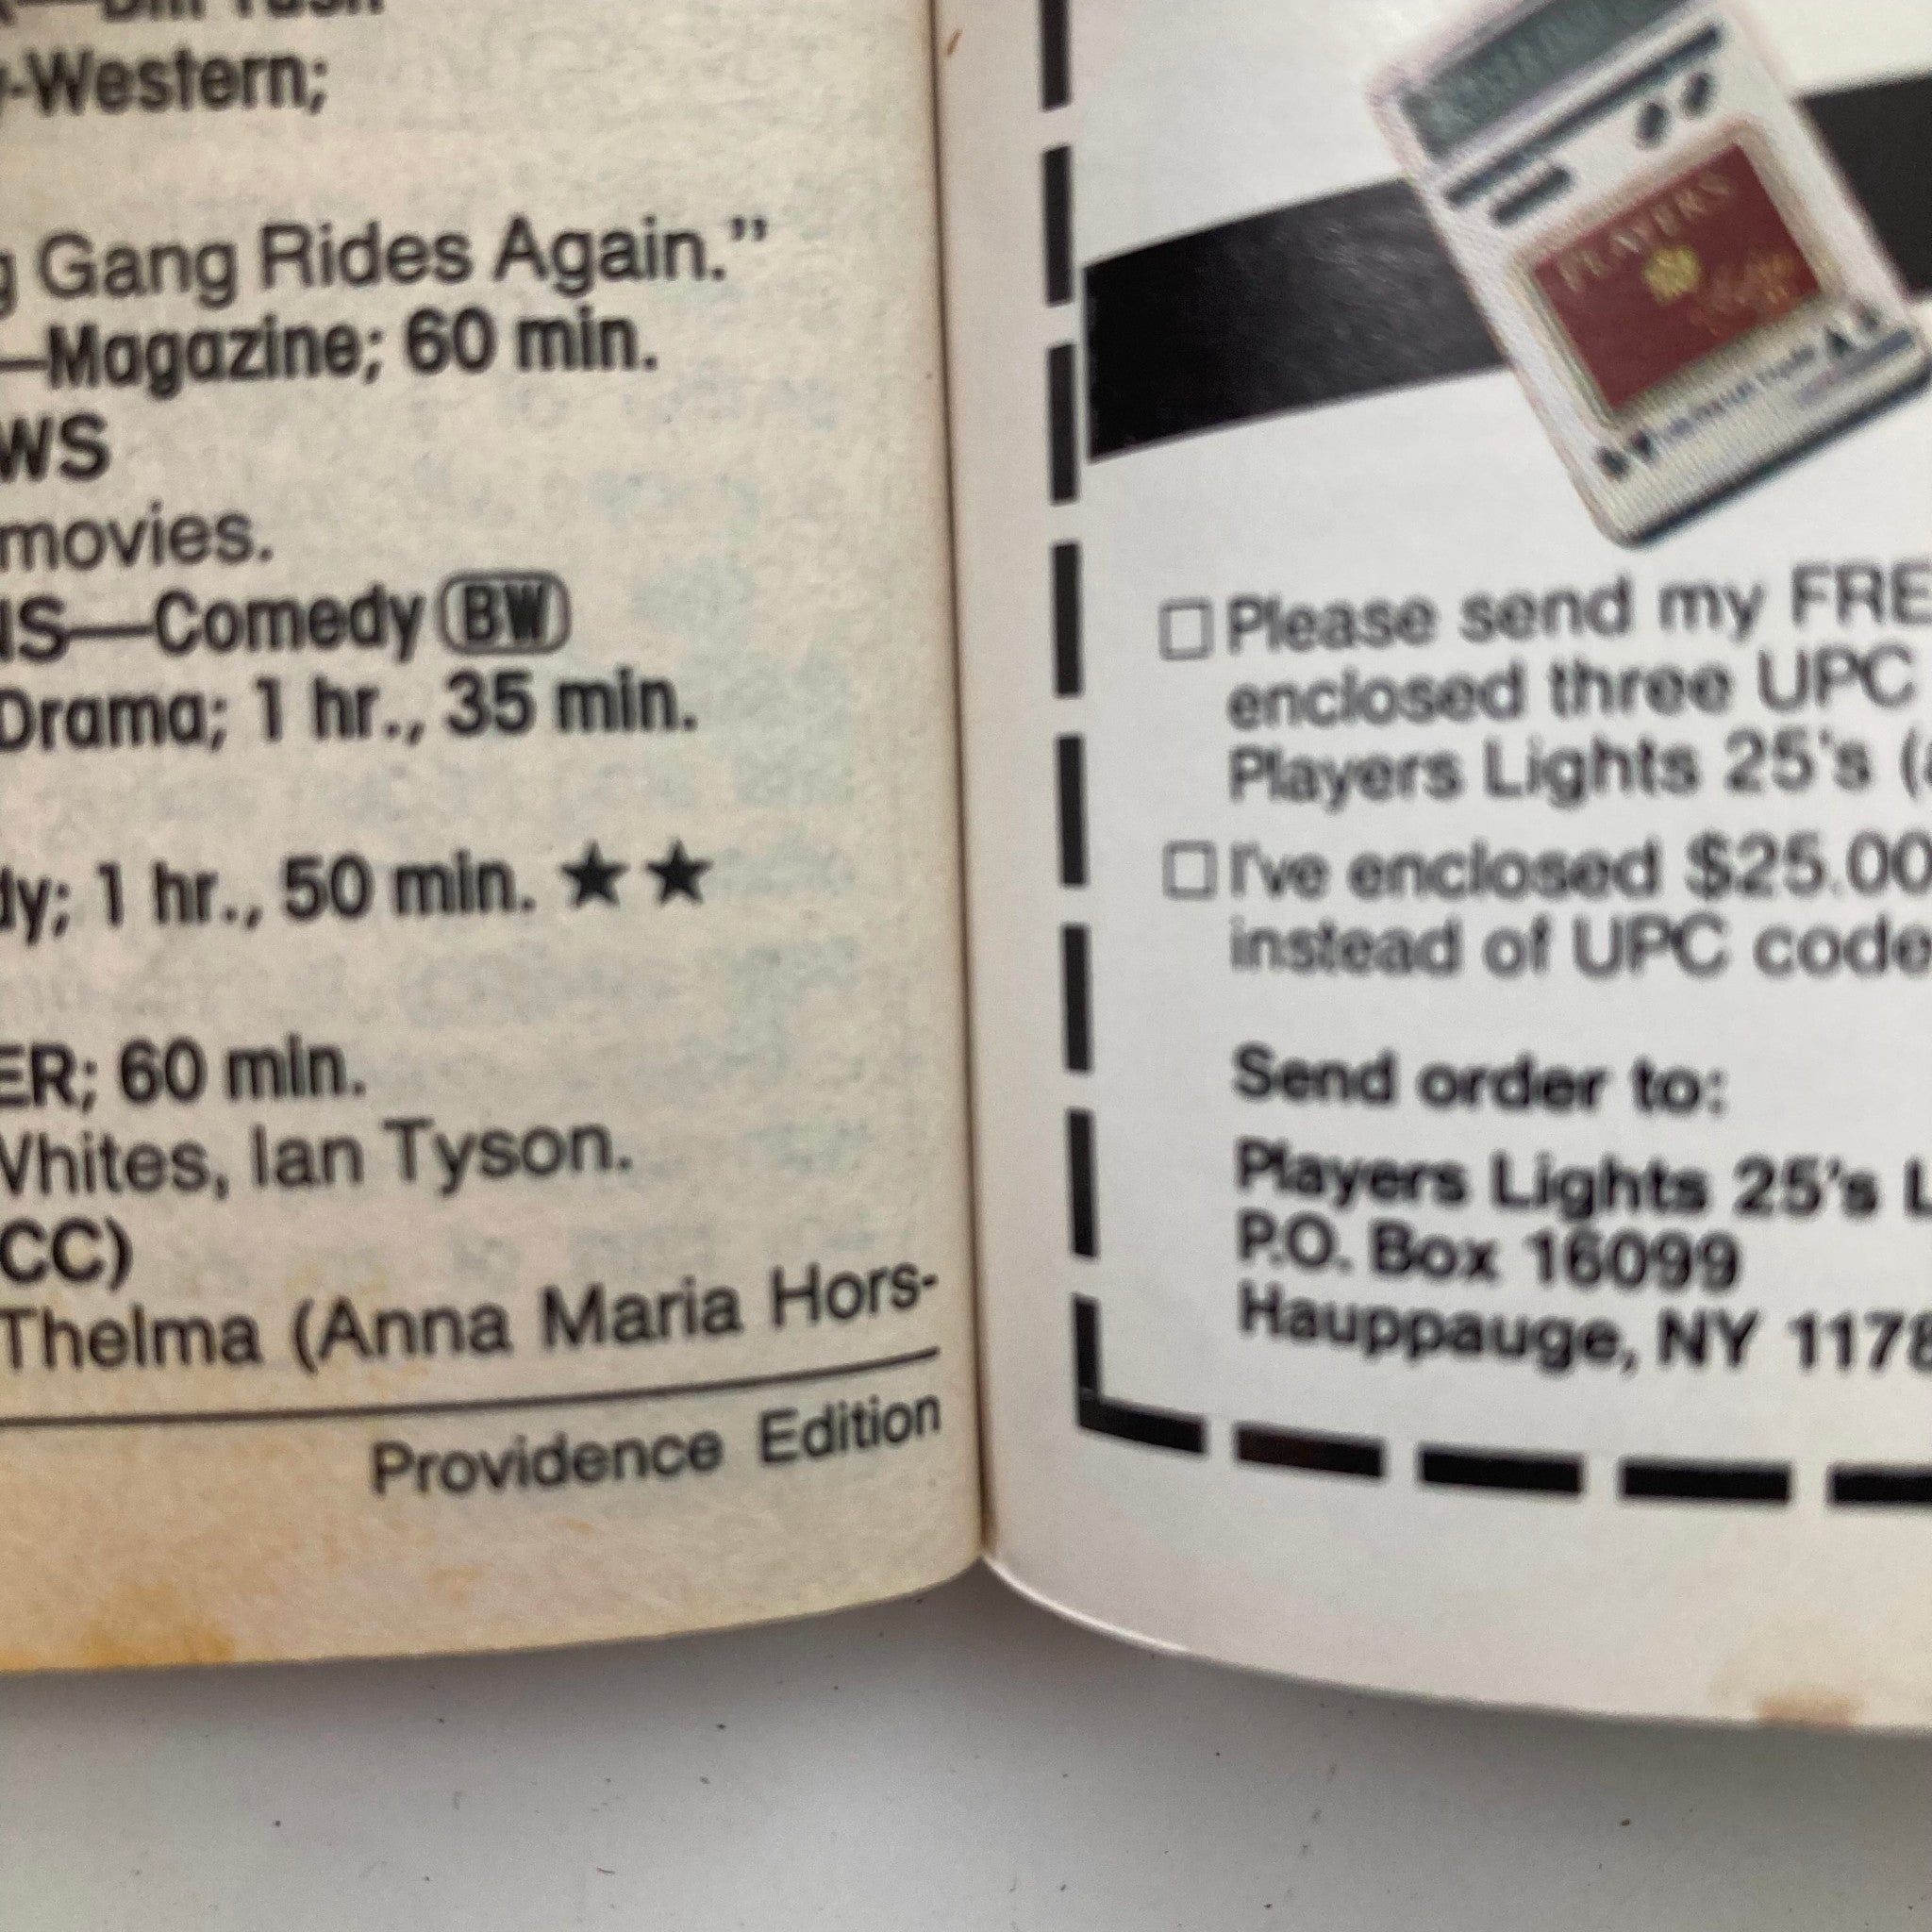 -Western;
g Gang Rides Again.”
—Magazine; 60 min.
WS
movies.
NS—Comedy BW
Drama; 1 hr., 35 min.
dy; 1 hr., 50 min. ★★
ER; 60 min.
Whites, Ian Tyson.
CC)
Thelma (Anna Maria Hors-
Providence Edition
PLAYERS
Please send my FRE
enclosed three UPC
Players Lights 25's (
I've enclosed $25.00
instead of UPC code
Send order to:
Players Lights 25's L
P.O. Box 16099
Hauppauge, NY 1178